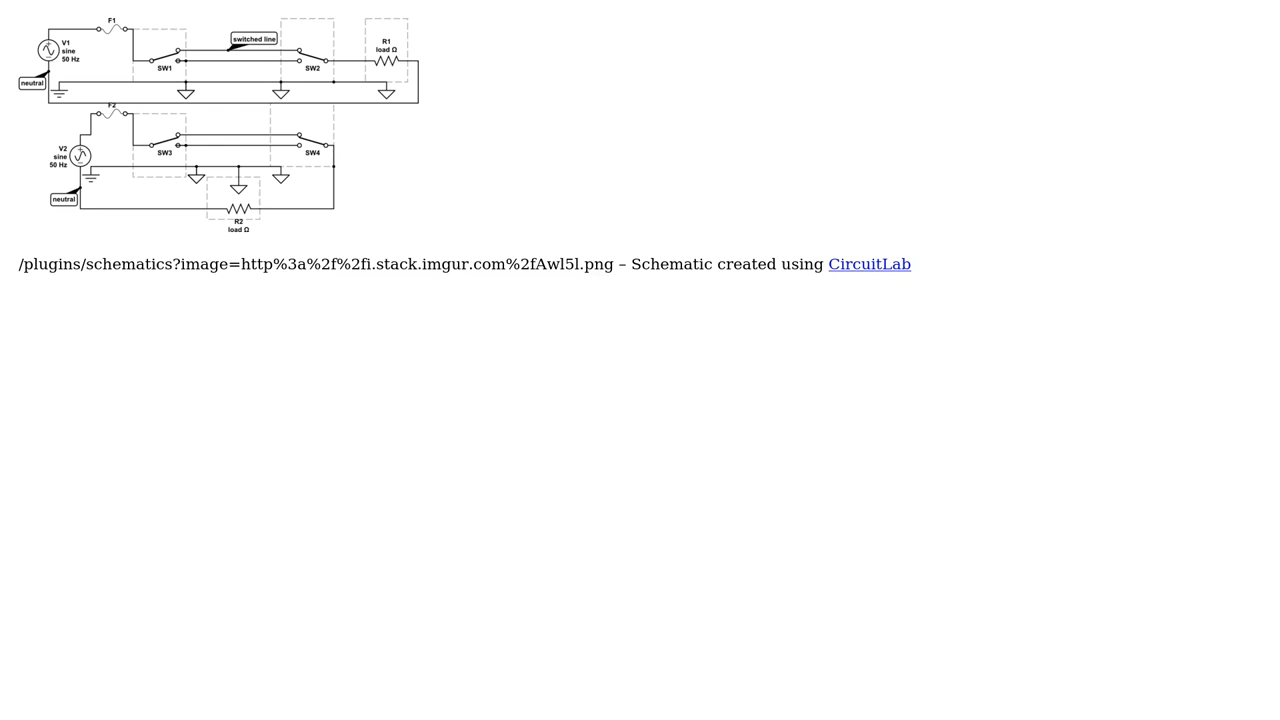 F1
V1
sine
50 Hz
switched line
R1
load Ω
SW1
SW2
neutral
F2
V2
sine
50 Hz
SW3
SW4
neutral
R2
load Ω
/plugins/schematics?image=http%3a%2f%2fi.stack.imgur.com%2fAwl5l.png – Schematic created using CircuitLab